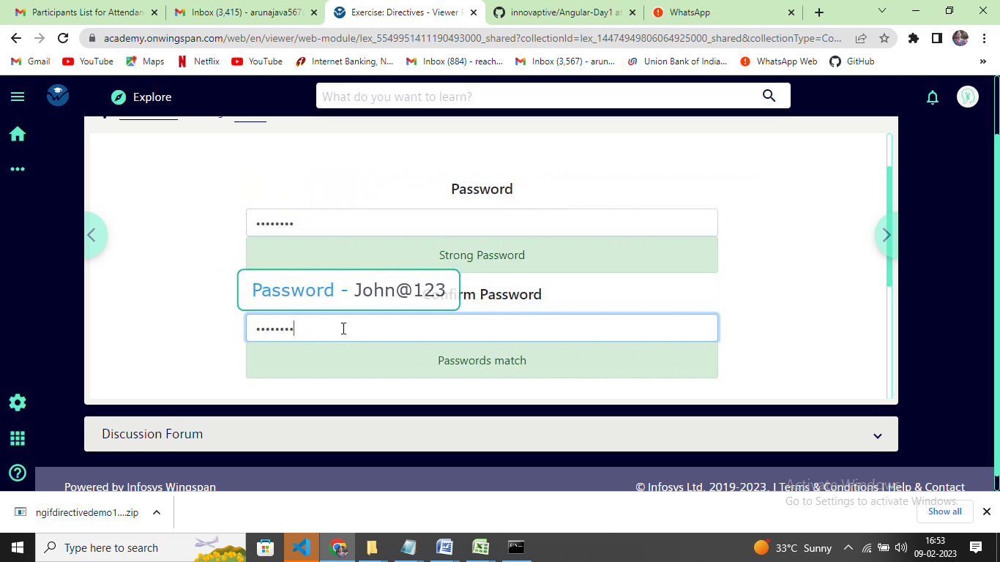 Participants List for Attendan
Inbox (3,415) - arunajava567
Exercise: Directives - Viewer P
innovaptive/Angular-Day1 at
WhatsApp
academy.onwingspan.com/web/en/viewer/web-module/lex_5549951411190493000_shared?collectionId=lex_14474949806064925000_shared&collectionType=Co...
Gmail
YouTube
Maps
Netflix
YouTube
Internet Banking, N...
Inbox (884) - reach...
Inbox (3,567) - arun...
Union Bank of India...
WhatsApp Web
GitHub
»
Explore
What do you want to learn?
Password
••••••••
Strong Password
Password - John@123
Confirm Password
••••••••
Passwords match
Discussion Forum
Powered by Infosys Wingspan
© Infosys Ltd. 2019-2023. | Terms & Conditions | Help & Contact
Activate Windows
Go to Settings to activate Windows.
ngifdirectivedemo1....zip
Show all
Type here to search
33°C Sunny
16:53
09-02-2023